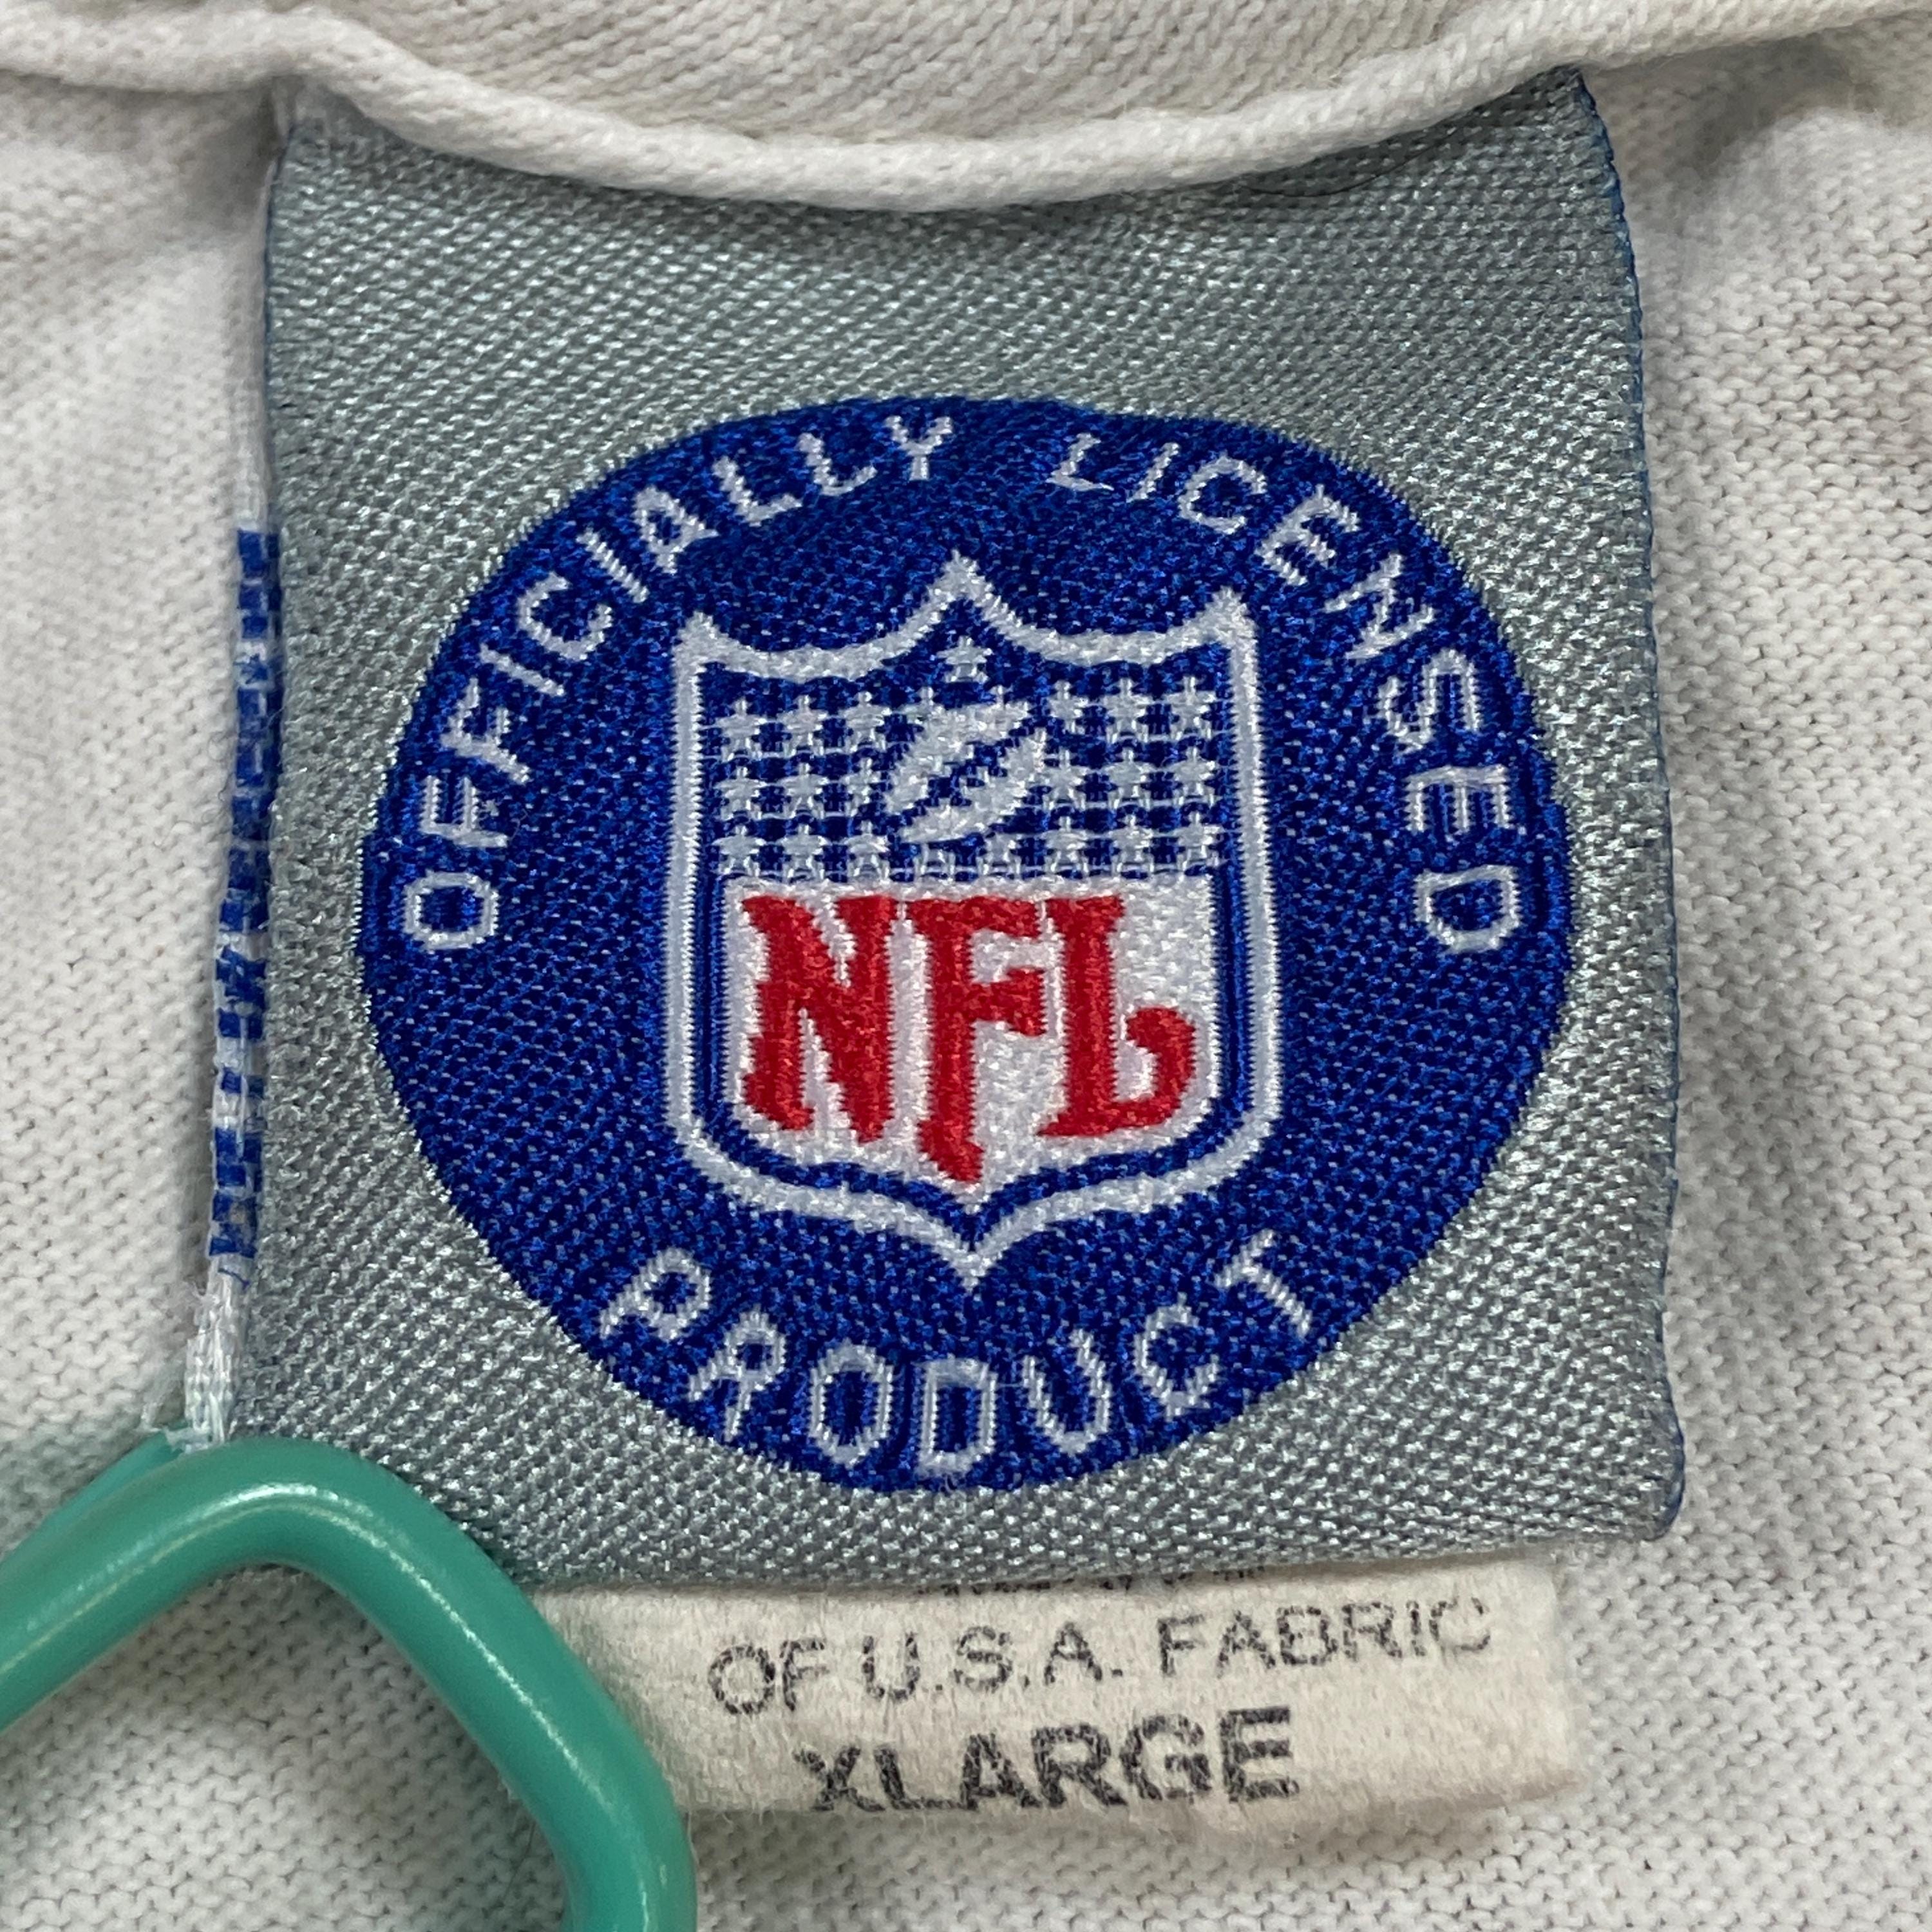 OFFICIALLY LICENSED
NFL
PRODUCT
OF U.S.A. FABRIC
XLARGE